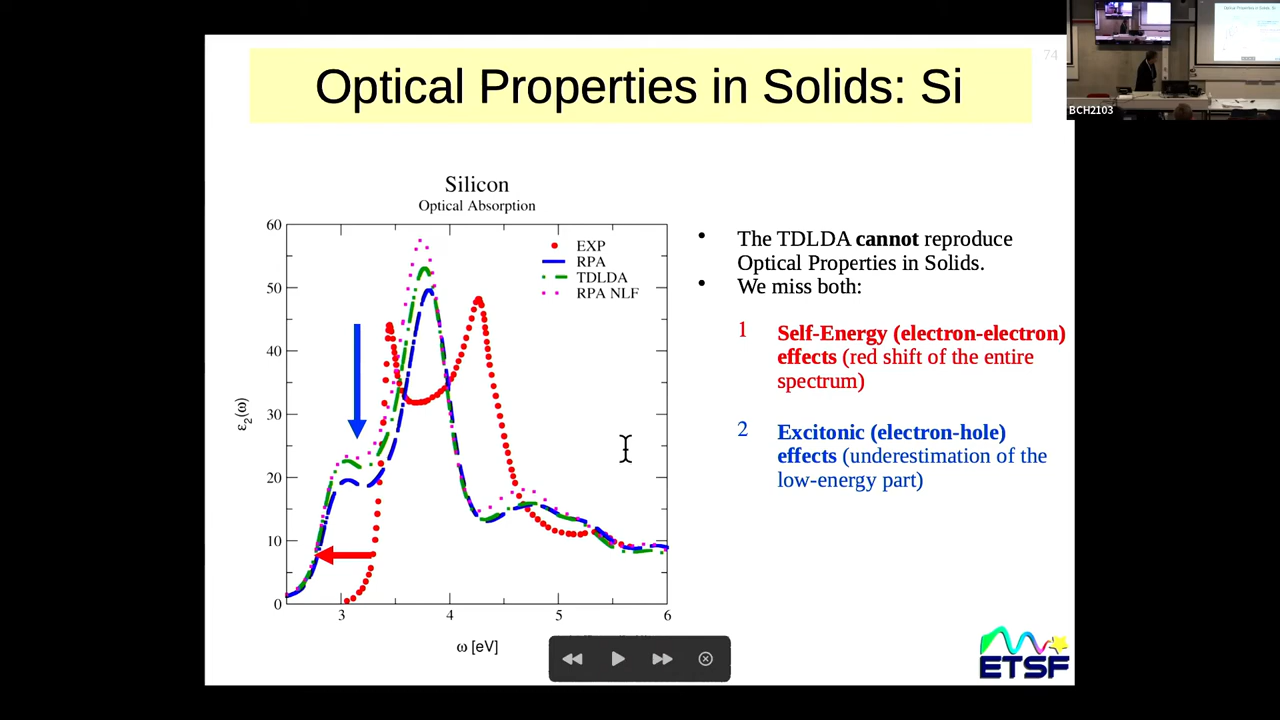 Optical Properties in Solids: Si
74
BCH2103
Silicon
Optical Absorption
60
50
40
30
20
10
0
ε2(ω)
3
4
5
6
ω [eV]
EXP
RPA
TDLDA
RPA NLF
• The TDLDA cannot reproduce
Optical Properties in Solids.
• We miss both:
1 Self-Energy (electron-electron)
effects (red shift of the entire
spectrum)
2 Excitonic (electron-hole)
effects (underestimation of the
low-energy part)
ETSF